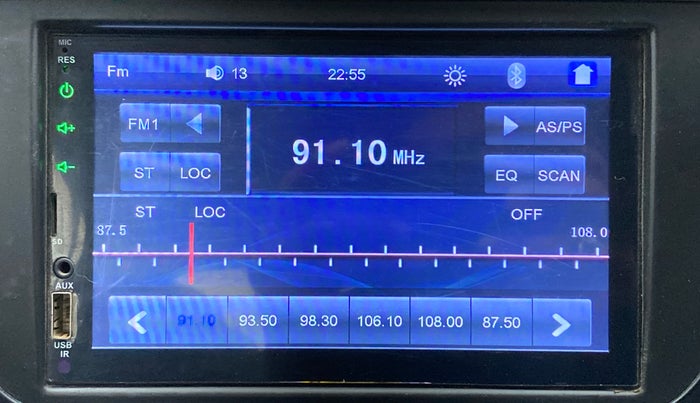 MIC
RES
Fm 13 22:55
FM1 91.10 MHz AS/PS
ST LOC EQ SCAN
ST LOC OFF
87.5 108.0
SD
AUX
91.10 93.50 98.30 106.10 108.00 87.50
USB
IR